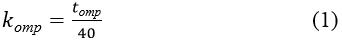 k_отр = t_отр / 40 (1)